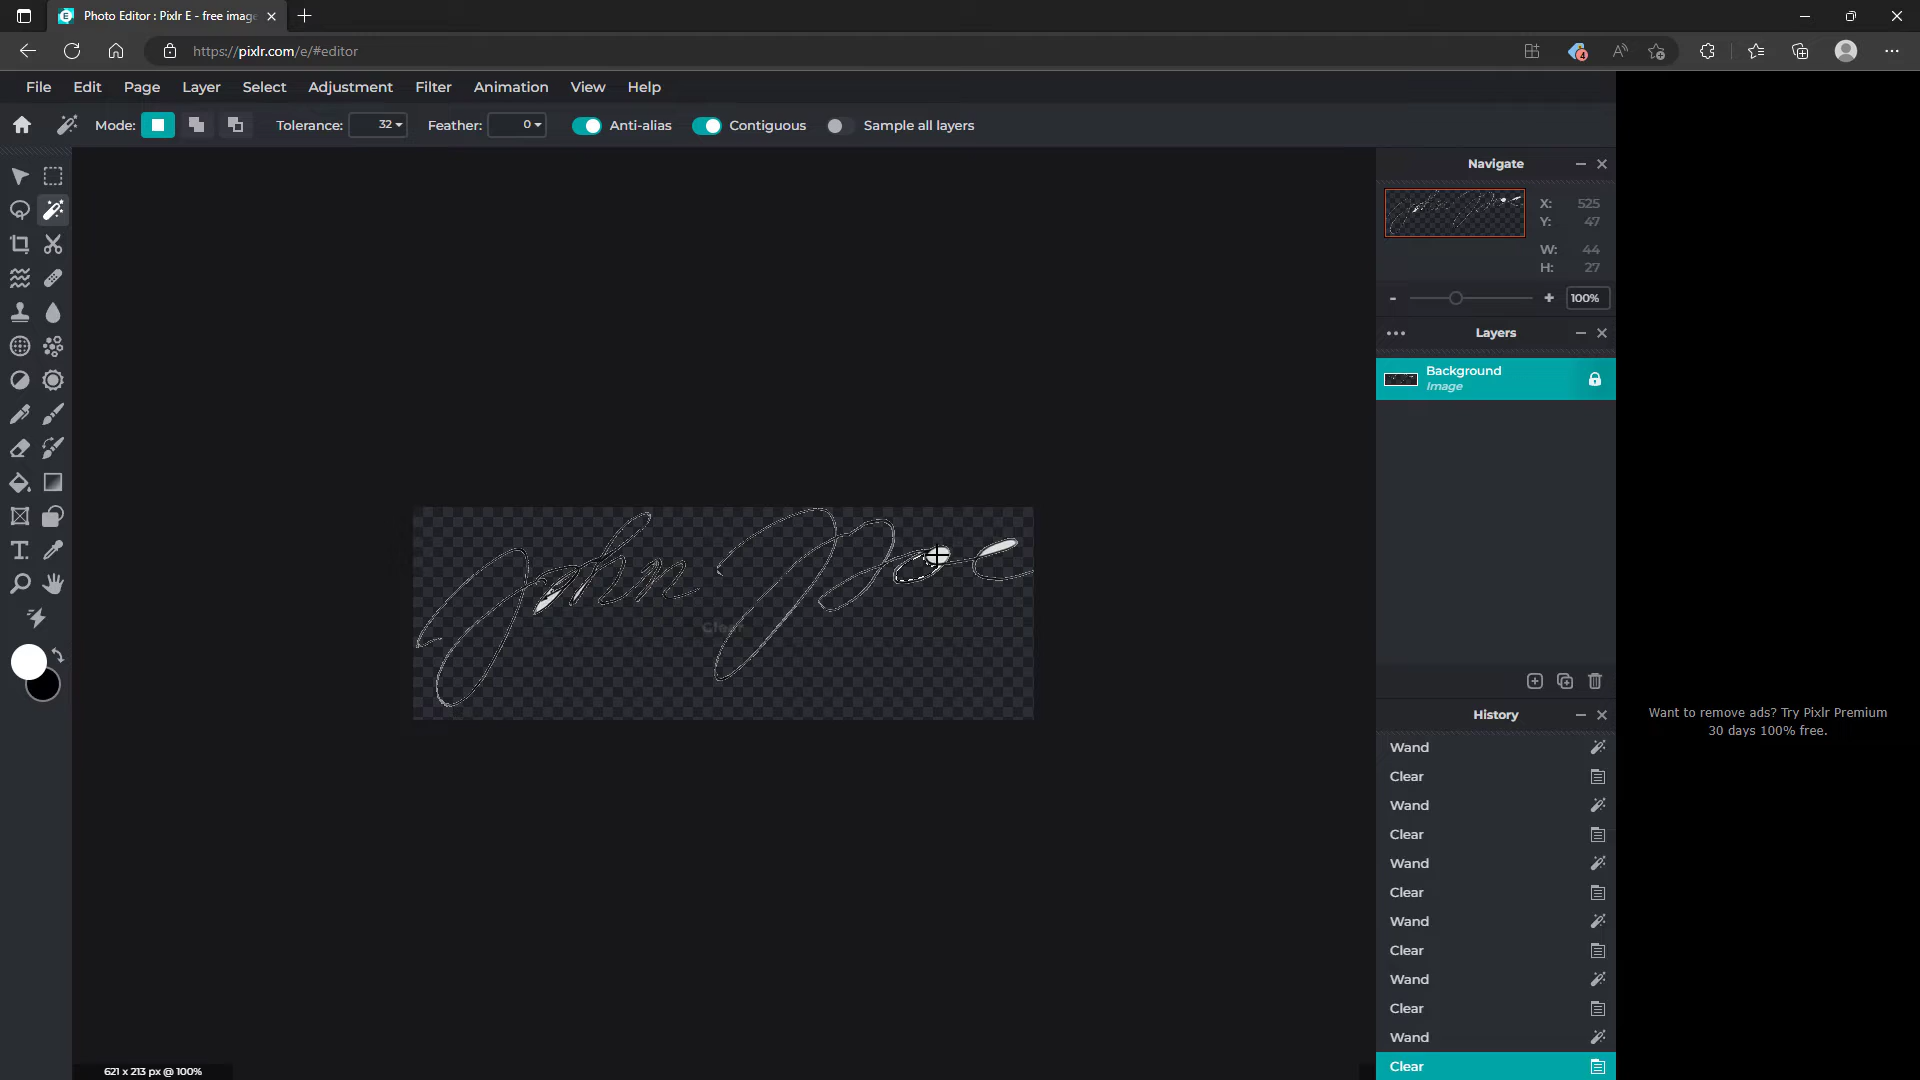 Photo Editor : Pixlr E - free imag
https://pixlr.com/e/#editor
4
File Edit Page Layer Select Adjustment Filter Animation View Help
Mode: Tolerance: 32 Feather: 0 Anti-alias Contiguous Sample all layers
Navigate
X: 525
Y: 47
W: 44
H: 27
- + 100%
Layers
Background
Image
John Doe
Clear
History
Wand
Clear
Wand
Clear
Wand
Clear
Wand
Clear
Wand
Clear
Wand
Clear
Want to remove ads? Try Pixlr Premium
30 days 100% free.
621 x 213 px @ 100%